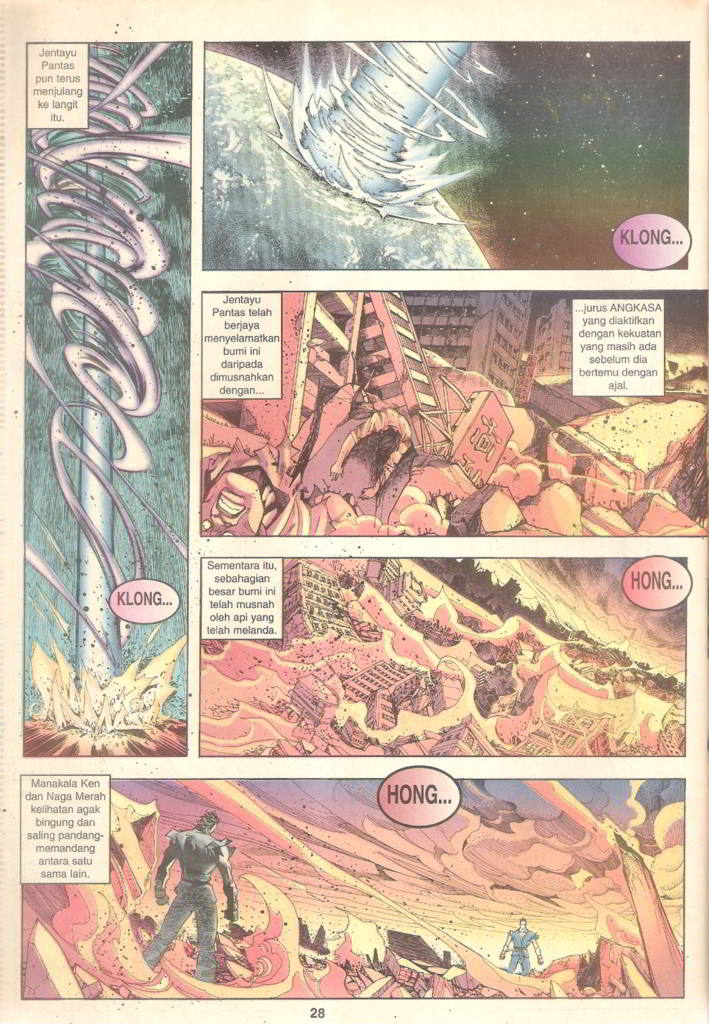 Jentayu
Pantas
pun terus
menjulang
ke langit
itu.
KLONG...
KLONG...
Jentayu
Pantas telah
berjaya
menyelamatkan
bumi ini
daripada
dimusnahkan
dengan...
...jurus ANGKASA
yang diaktifkan
dengan kekuatan
yang masih ada
sebelum dia
bertemu dengan
ajal.
Sementara itu,
sebahagian
besar bumi ini
telah musnah
oleh api yang
telah melanda.
HONG...
Manakala Ken
dan Naga Merah
kelihatan agak
bingung dan
saling pandang-
memandang
antara satu
sama lain.
HONG...
28